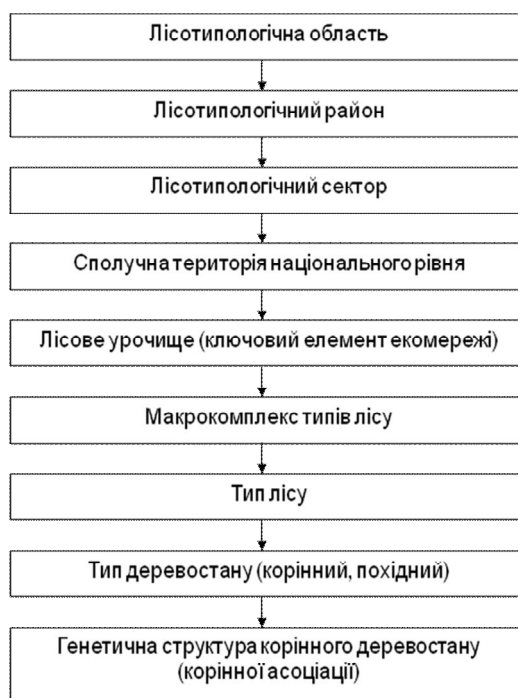 Лісотипологічна область
Лісотипологічний район
Лісотипологічний сектор
Сполучна територія національного рівня
Лісове урочище (ключовий елемент екомережі)
Макрокомплекс типів лісу
Тип лісу
Тип деревостану (корінний, похідний)
Генетична структура корінного деревостану
(корінної асоціації)